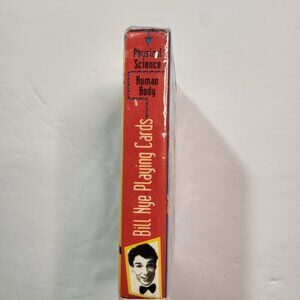 Physical
Science
Human
Body
Bill Nye Playing Cards